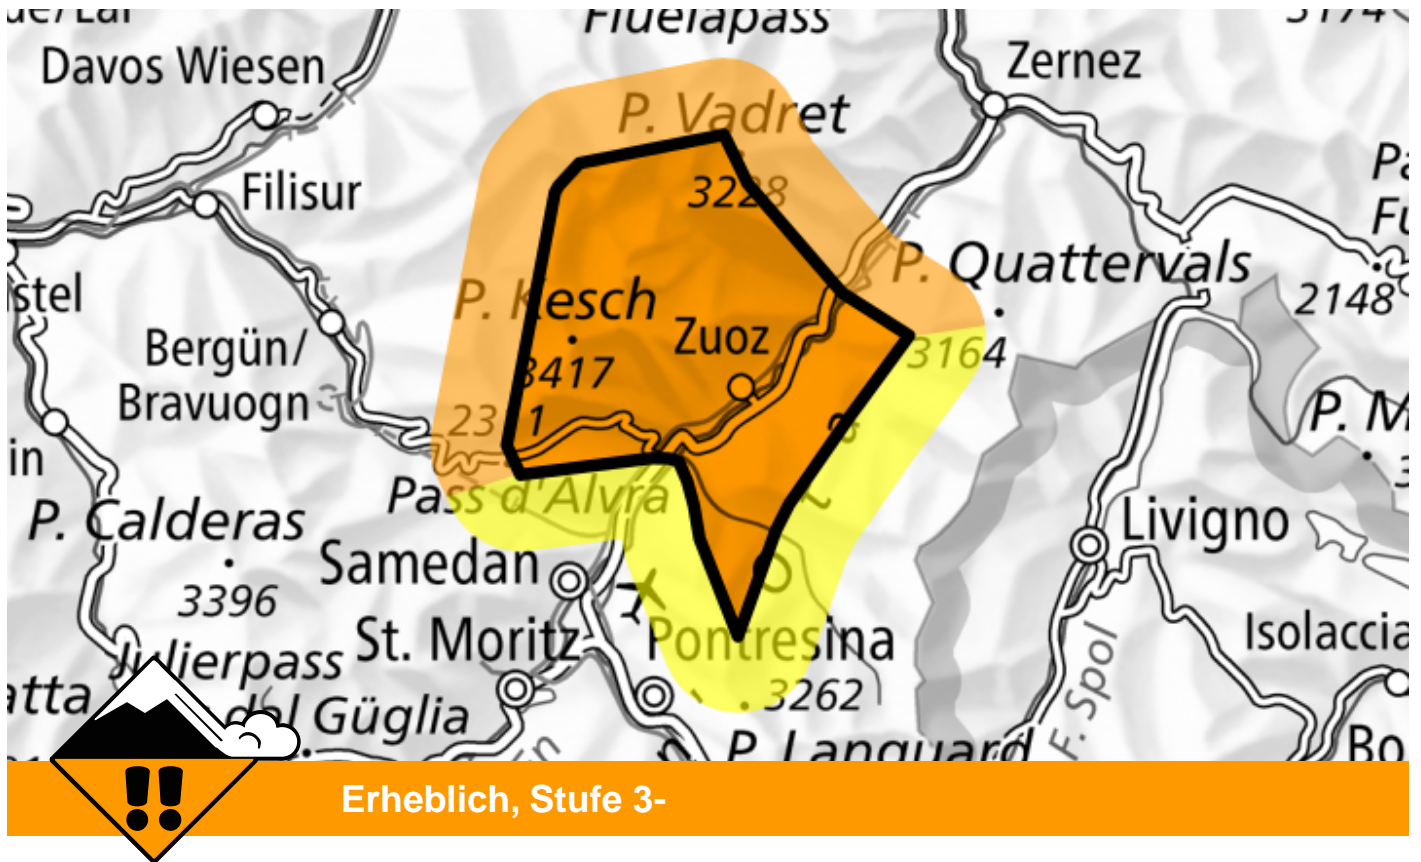 Flüelapass
Davos Wiesen
Zernez
P. Vadret
3228
Filisur
P. Quattervals
2148
3164
P. Kesch
3417
Zuoz
Bergün/
Bravuogn
Pass d'Alvra
P. Calderas
3396
Samedan
Livigno
St. Moritz
Pontresina
Isolaccia
Julierpass
dal Güglia
3262
F. Spol
P. Languard
Erheblich, Stufe 3-